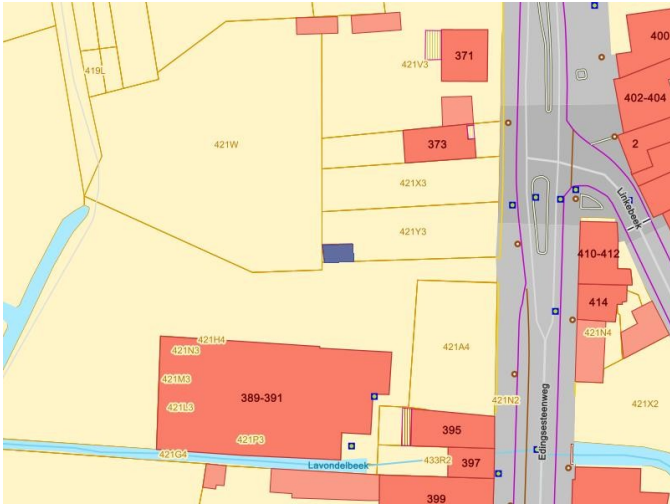 400
421V3
371
419L
402-404
421W
373
2
421X3
Linkebeek
421Y3
410-412
414
421H4
421N4
421N3
421A4
421M3
389-391
421N2
421X2
421L3
Edingsesteenweg
395
421P3
421G4
Lavondelbeek
433R2
397
399